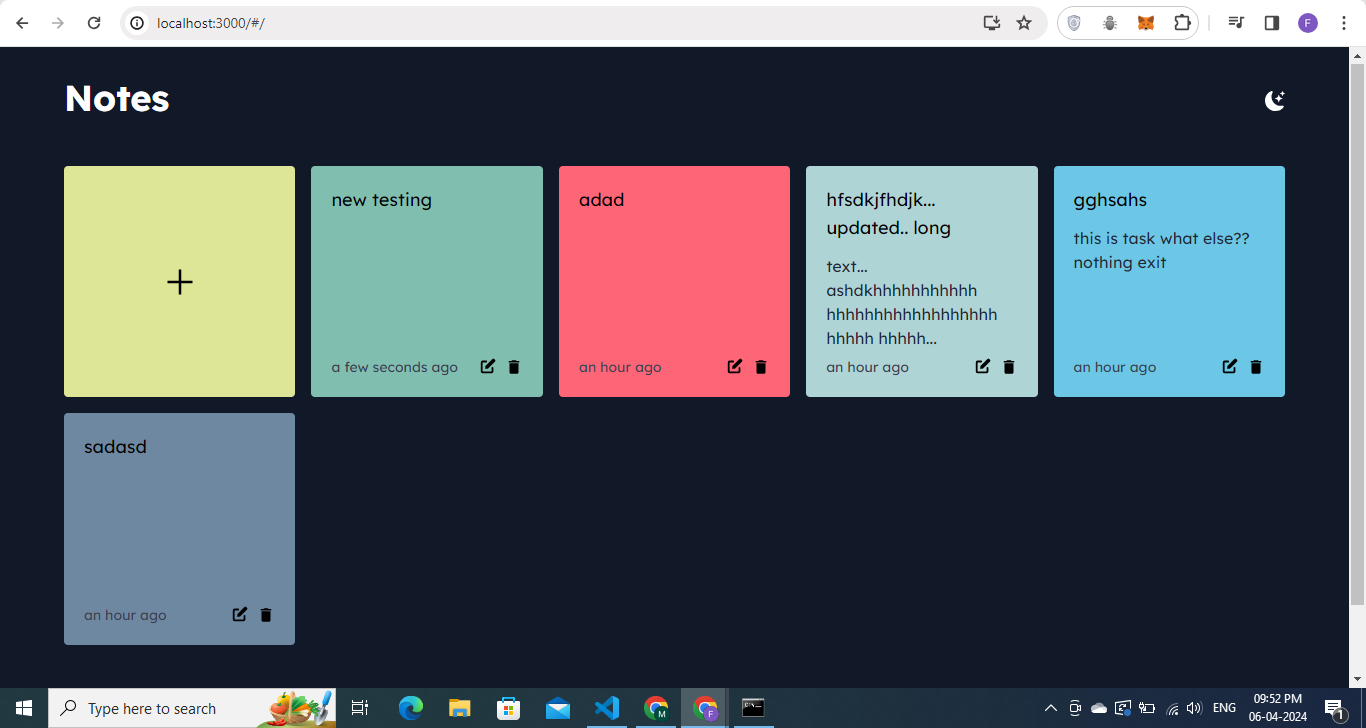 localhost:3000/#/
F
Notes
new testing
a few seconds ago
adad
an hour ago
hfsdkjfhdjk...
updated.. long
text...
ashdkhhhhhhhhhhh
hhhhhhhhhhhhhhhhhh
hhhhh hhhhh...
an hour ago
gghsahs
this is task what else??
nothing exit
an hour ago
sadasd
an hour ago
Type here to search
M
F
ENG
09:52 PM
06-04-2024
1